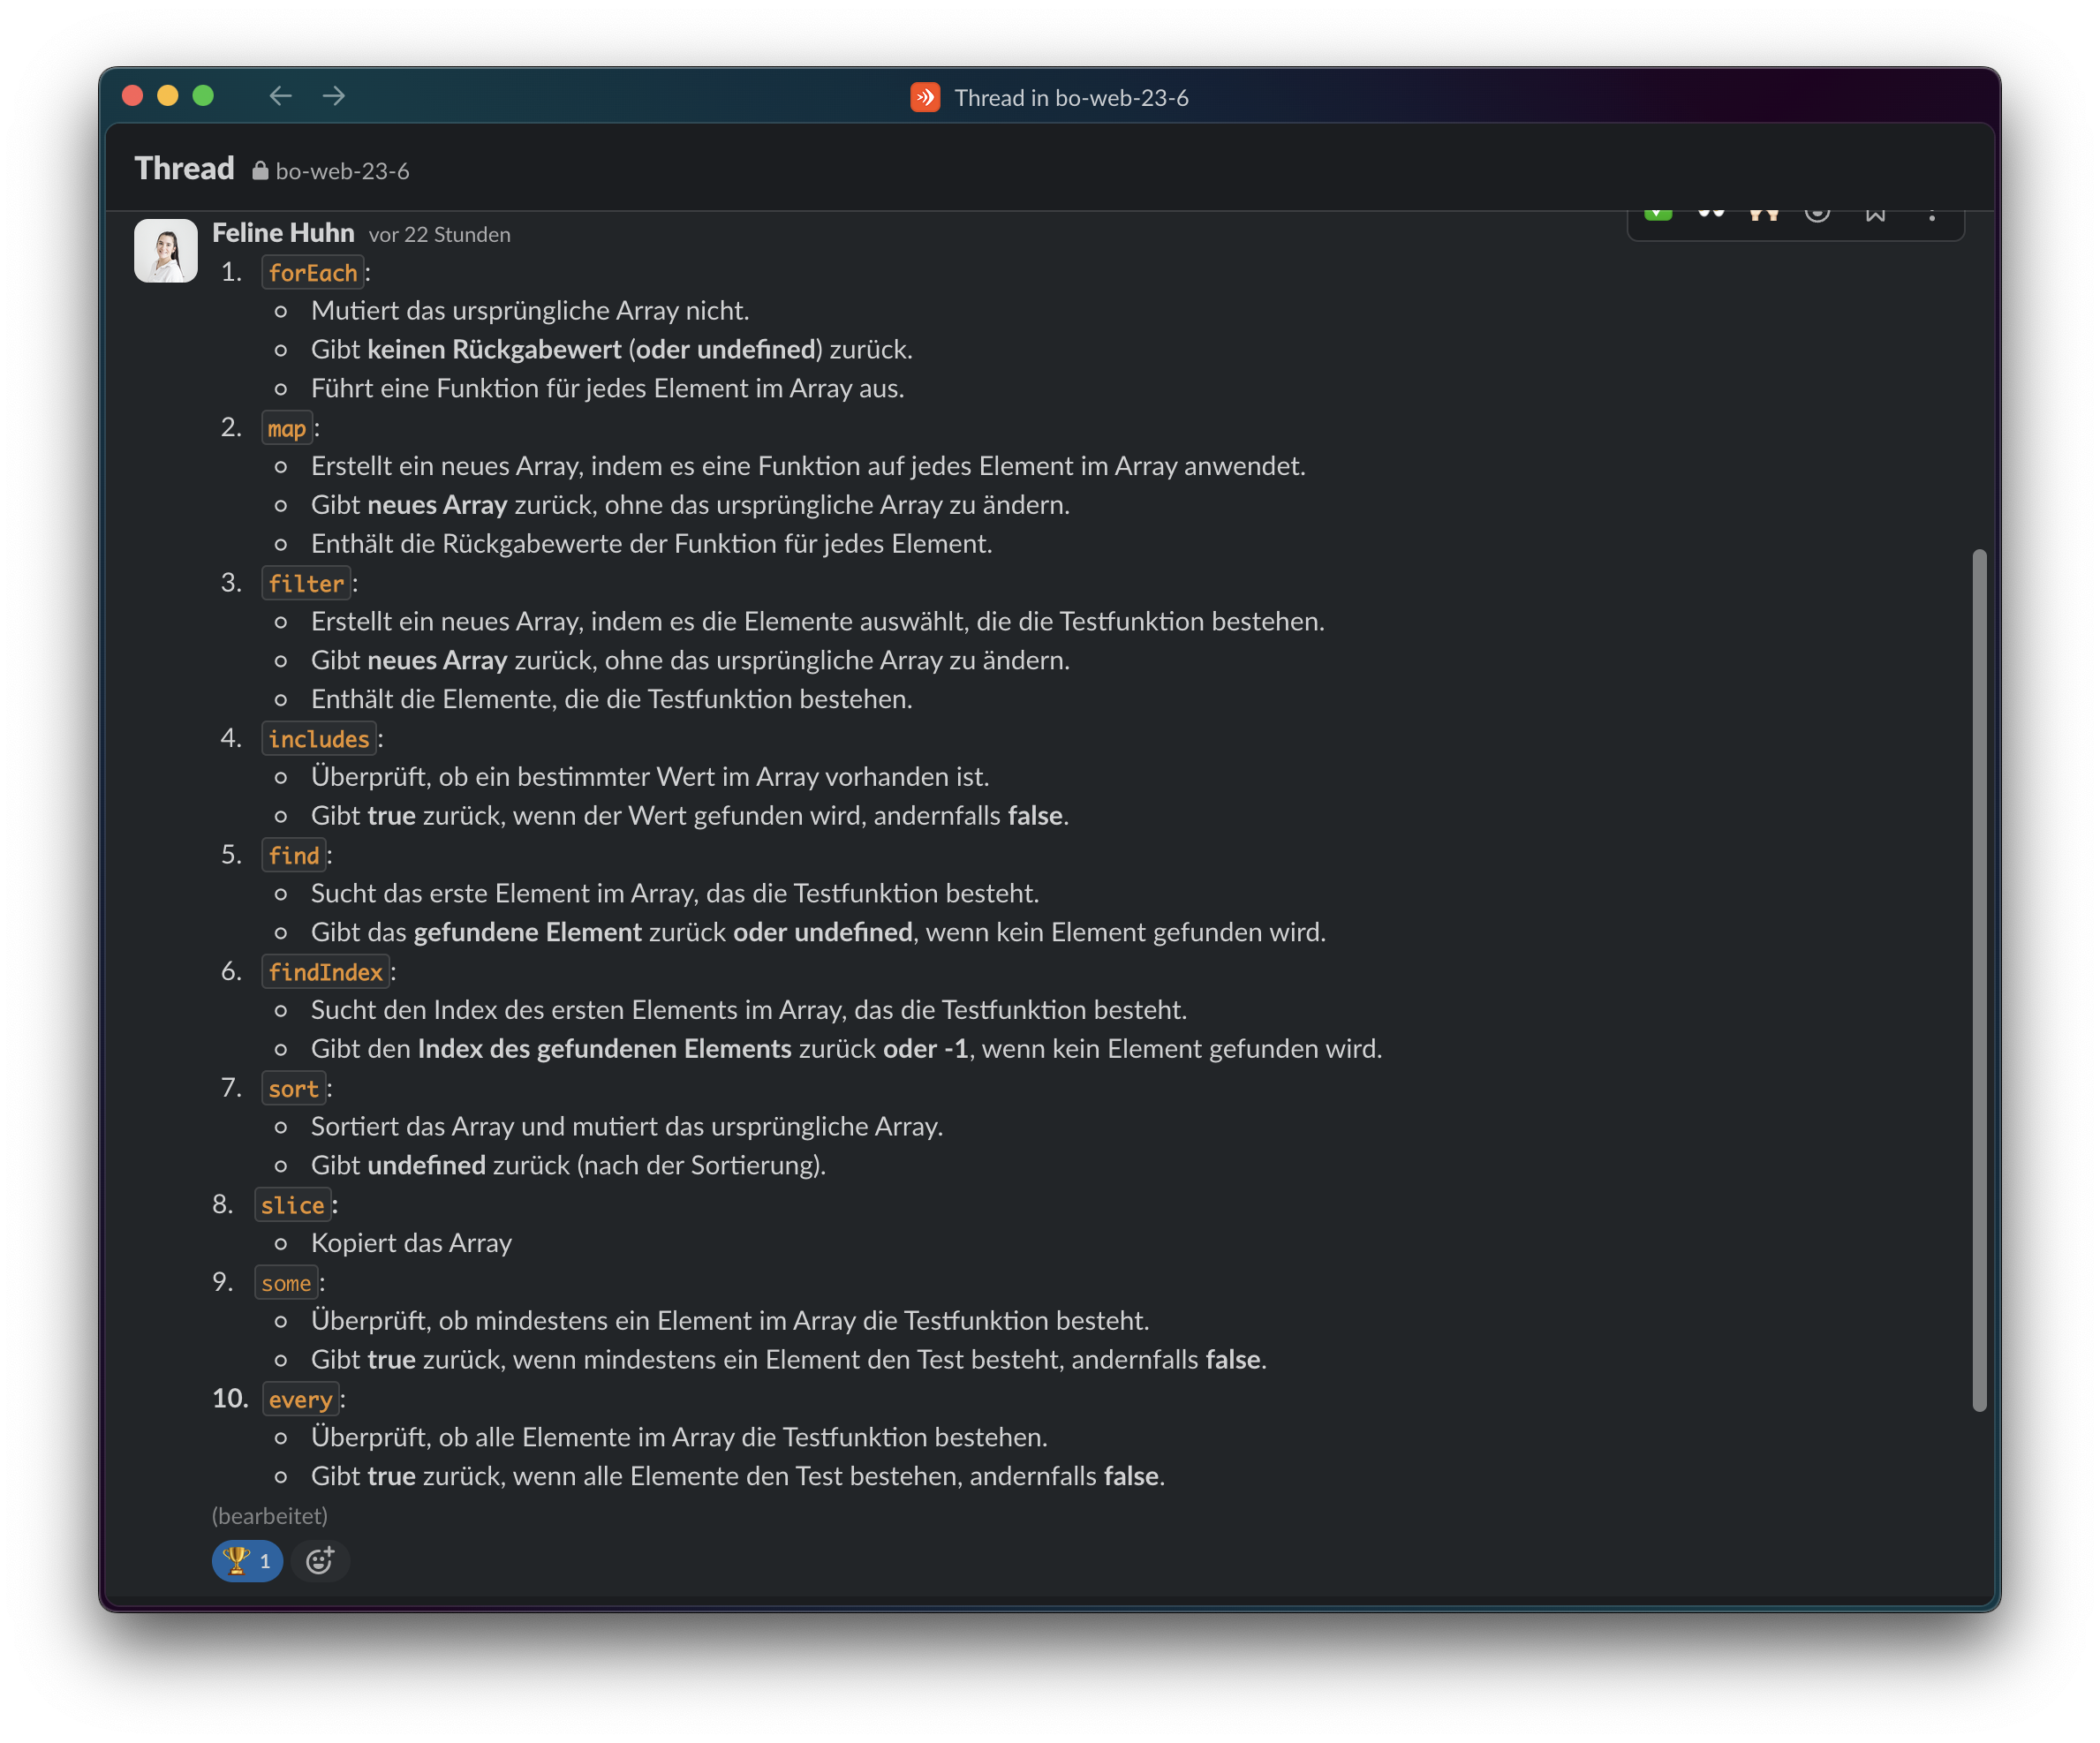 Thread in bo-web-23-6
Thread bo-web-23-6
Feline Huhn vor 22 Stunden
1. forEach:
○ Mutiert das ursprüngliche Array nicht.
○ Gibt keinen Rückgabewert (oder undefined) zurück.
○ Führt eine Funktion für jedes Element im Array aus.
2. map:
○ Erstellt ein neues Array, indem es eine Funktion auf jedes Element im Array anwendet.
○ Gibt neues Array zurück, ohne das ursprüngliche Array zu ändern.
○ Enthält die Rückgabewerte der Funktion für jedes Element.
3. filter:
○ Erstellt ein neues Array, indem es die Elemente auswählt, die die Testfunktion bestehen.
○ Gibt neues Array zurück, ohne das ursprüngliche Array zu ändern.
○ Enthält die Elemente, die die Testfunktion bestehen.
4. includes:
○ Überprüft, ob ein bestimmter Wert im Array vorhanden ist.
○ Gibt true zurück, wenn der Wert gefunden wird, andernfalls false.
5. find:
○ Sucht das erste Element im Array, das die Testfunktion besteht.
○ Gibt das gefundene Element zurück oder undefined, wenn kein Element gefunden wird.
6. findIndex:
○ Sucht den Index des ersten Elements im Array, das die Testfunktion besteht.
○ Gibt den Index des gefundenen Elements zurück oder -1, wenn kein Element gefunden wird.
7. sort:
○ Sortiert das Array und mutiert das ursprüngliche Array.
○ Gibt undefined zurück (nach der Sortierung).
8. slice:
○ Kopiert das Array
9. some:
○ Überprüft, ob mindestens ein Element im Array die Testfunktion besteht.
○ Gibt true zurück, wenn mindestens ein Element den Test besteht, andernfalls false.
10. every:
○ Überprüft, ob alle Elemente im Array die Testfunktion bestehen.
○ Gibt true zurück, wenn alle Elemente den Test bestehen, andernfalls false.
(bearbeitet)
1